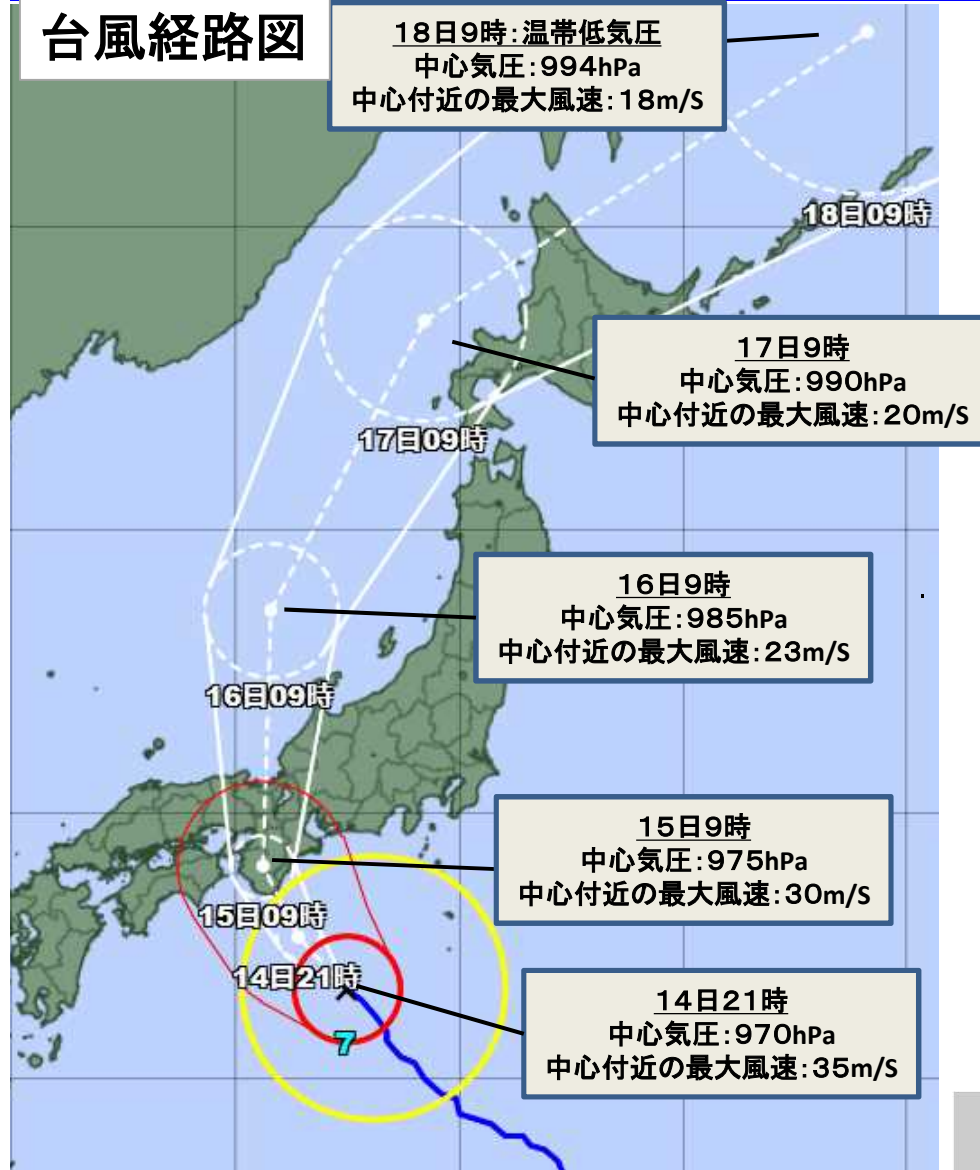 台風経路図
18日9時：温帯低気圧
中心気圧：994hPa
中心付近の最大風速：18m/S
18日09時
17日9時
中心気圧：990hPa
中心付近の最大風速：20m/S
17日09時
16日9時
中心気圧：985hPa
中心付近の最大風速：23m/S
16日09時
15日9時
中心気圧：975hPa
中心付近の最大風速：30m/S
15日09時
14日21時
14日21時
中心気圧：970hPa
中心付近の最大風速：35m/S
7